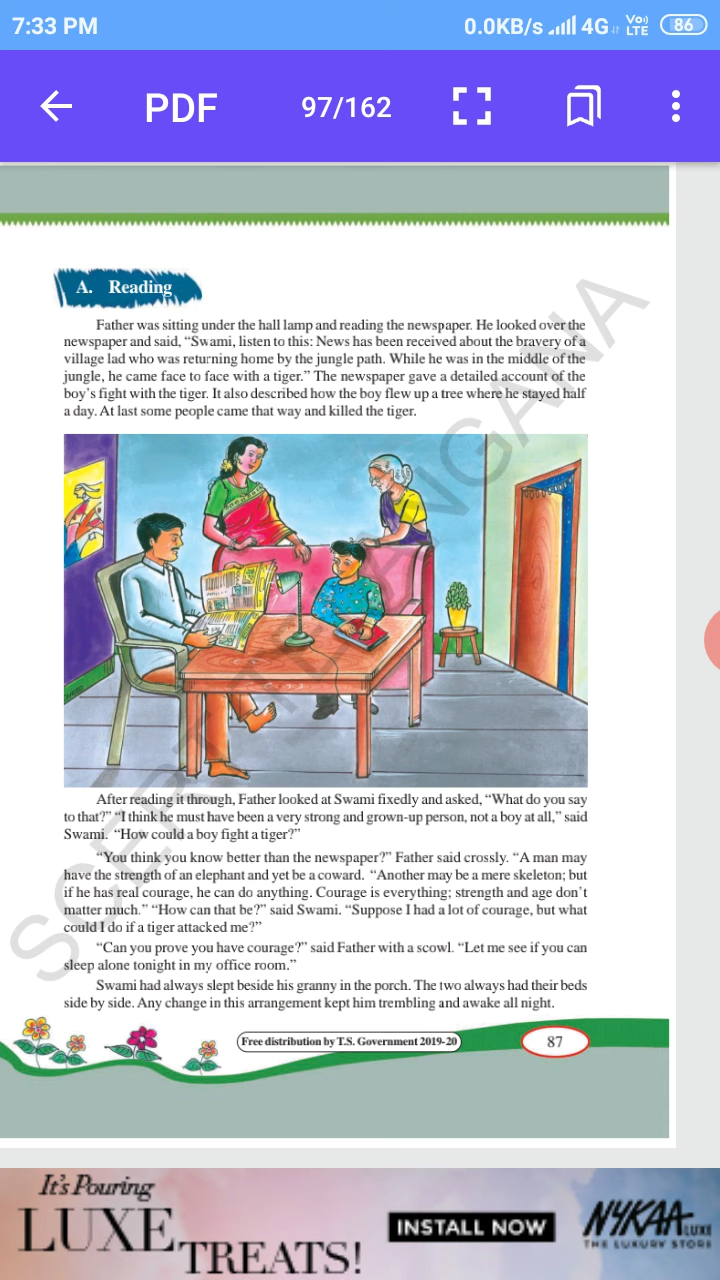 7:33 PM 0.0KB/s 4G Vo) LTE 86
PDF 97/162
A. Reading
Father was sitting under the hall lamp and reading the newspaper. He looked over the
newspaper and said, “Swami, listen to this: News has been received about the bravery of a
village lad who was returning home by the jungle path. While he was in the middle of the
jungle, he came face to face with a tiger.” The newspaper gave a detailed account of the
boy’s fight with the tiger. It also described how the boy flew up a tree where he stayed half
a day. At last some people came that way and killed the tiger.
After reading it through, Father looked at Swami fixedly and asked, “What do you say
to that?” “I think he must have been a very strong and grown-up person, not a boy at all,” said
Swami. “How could a boy fight a tiger?”
“You think you know better than the newspaper?” Father said crossly. “A man may
have the strength of an elephant and yet be a coward. “Another may be a mere skeleton; but
if he has real courage, he can do anything. Courage is everything; strength and age don’t
matter much.” “How can that be?” said Swami. “Suppose I had a lot of courage, but what
could I do if a tiger attacked me?”
“Can you prove you have courage?” said Father with a scowl. “Let me see if you can
sleep alone tonight in my office room.”
Swami had always slept beside his granny in the porch. The two always had their beds
side by side. Any change in this arrangement kept him trembling and awake all night.
Free distribution by T.S. Government 2019-20 87
It's Pouring
LUXE TREATS!
INSTALL NOW
NYKAA LUXE
THE LUXURY STORE